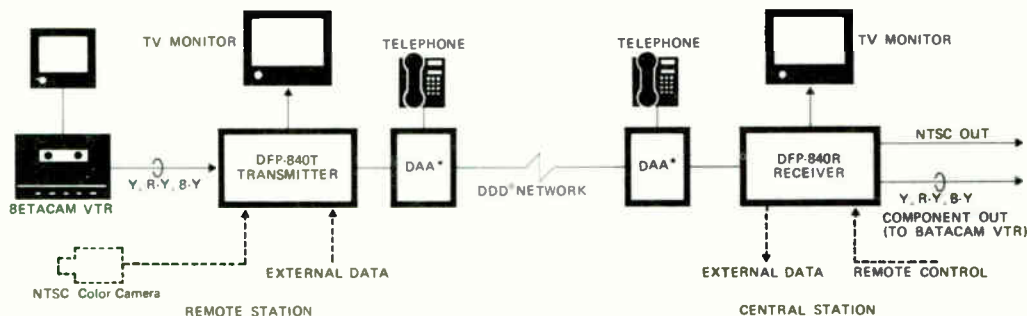 TV MONITOR
TELEPHONE
TELEPHONE
TV MONITOR
BETACAM VTR
Y, R-Y, B-Y
DFP-840T
TRANSMITTER
DAA*
DDD* NETWORK
DAA*
DFP-840R
RECEIVER
NTSC OUT
Y, R-Y, B-Y
COMPONENT OUT
(TO BATACAM VTR)
NTSC Color Camera
EXTERNAL DATA
EXTERNAL DATA
REMOTE CONTROL
REMOTE STATION
CENTRAL STATION